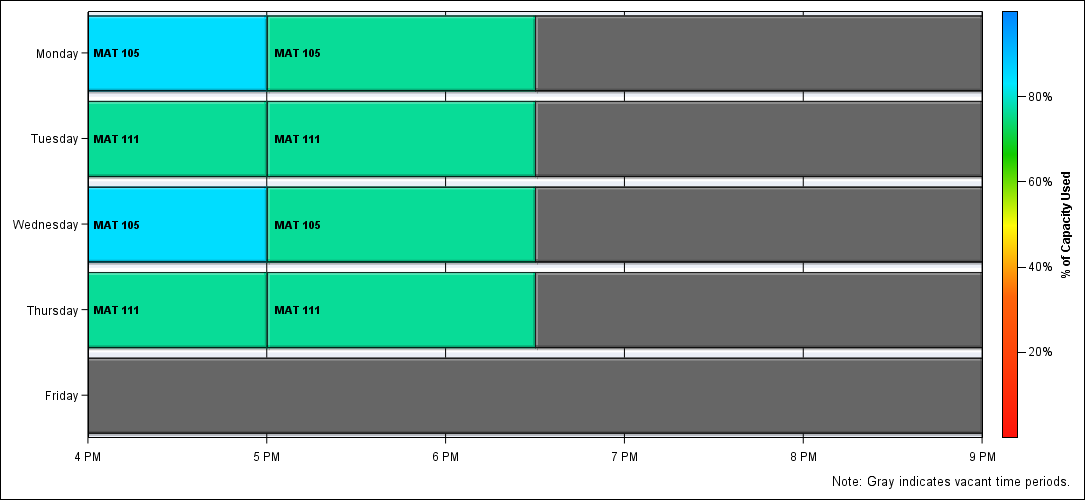 Monday
MAT 105
MAT 105
Tuesday
MAT 111
MAT 111
Wednesday
MAT 105
MAT 105
Thursday
MAT 111
MAT 111
Friday
4 PM
5 PM
6 PM
7 PM
8 PM
9 PM
80%
60%
40%
20%
% of Capacity Used
Note: Gray indicates vacant time periods.